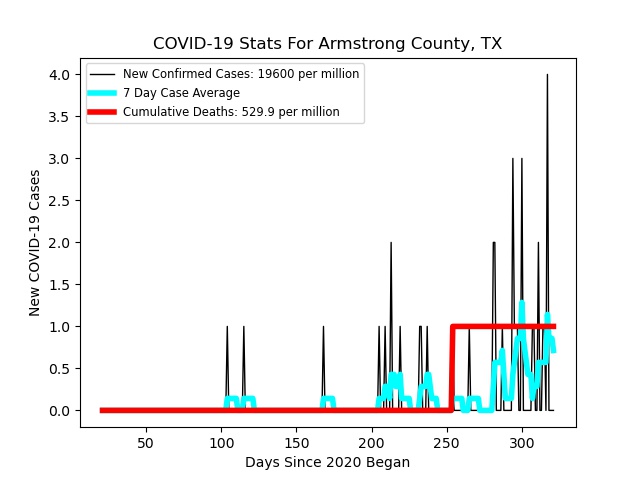 COVID-19 Stats For Armstrong County, TX
New Confirmed Cases: 19600 per million
7 Day Case Average
Cumulative Deaths: 529.9 per million
New COVID-19 Cases
4.0
3.5
3.0
2.5
2.0
1.5
1.0
0.5
0.0
50 100 150 200 250 300
Days Since 2020 Began